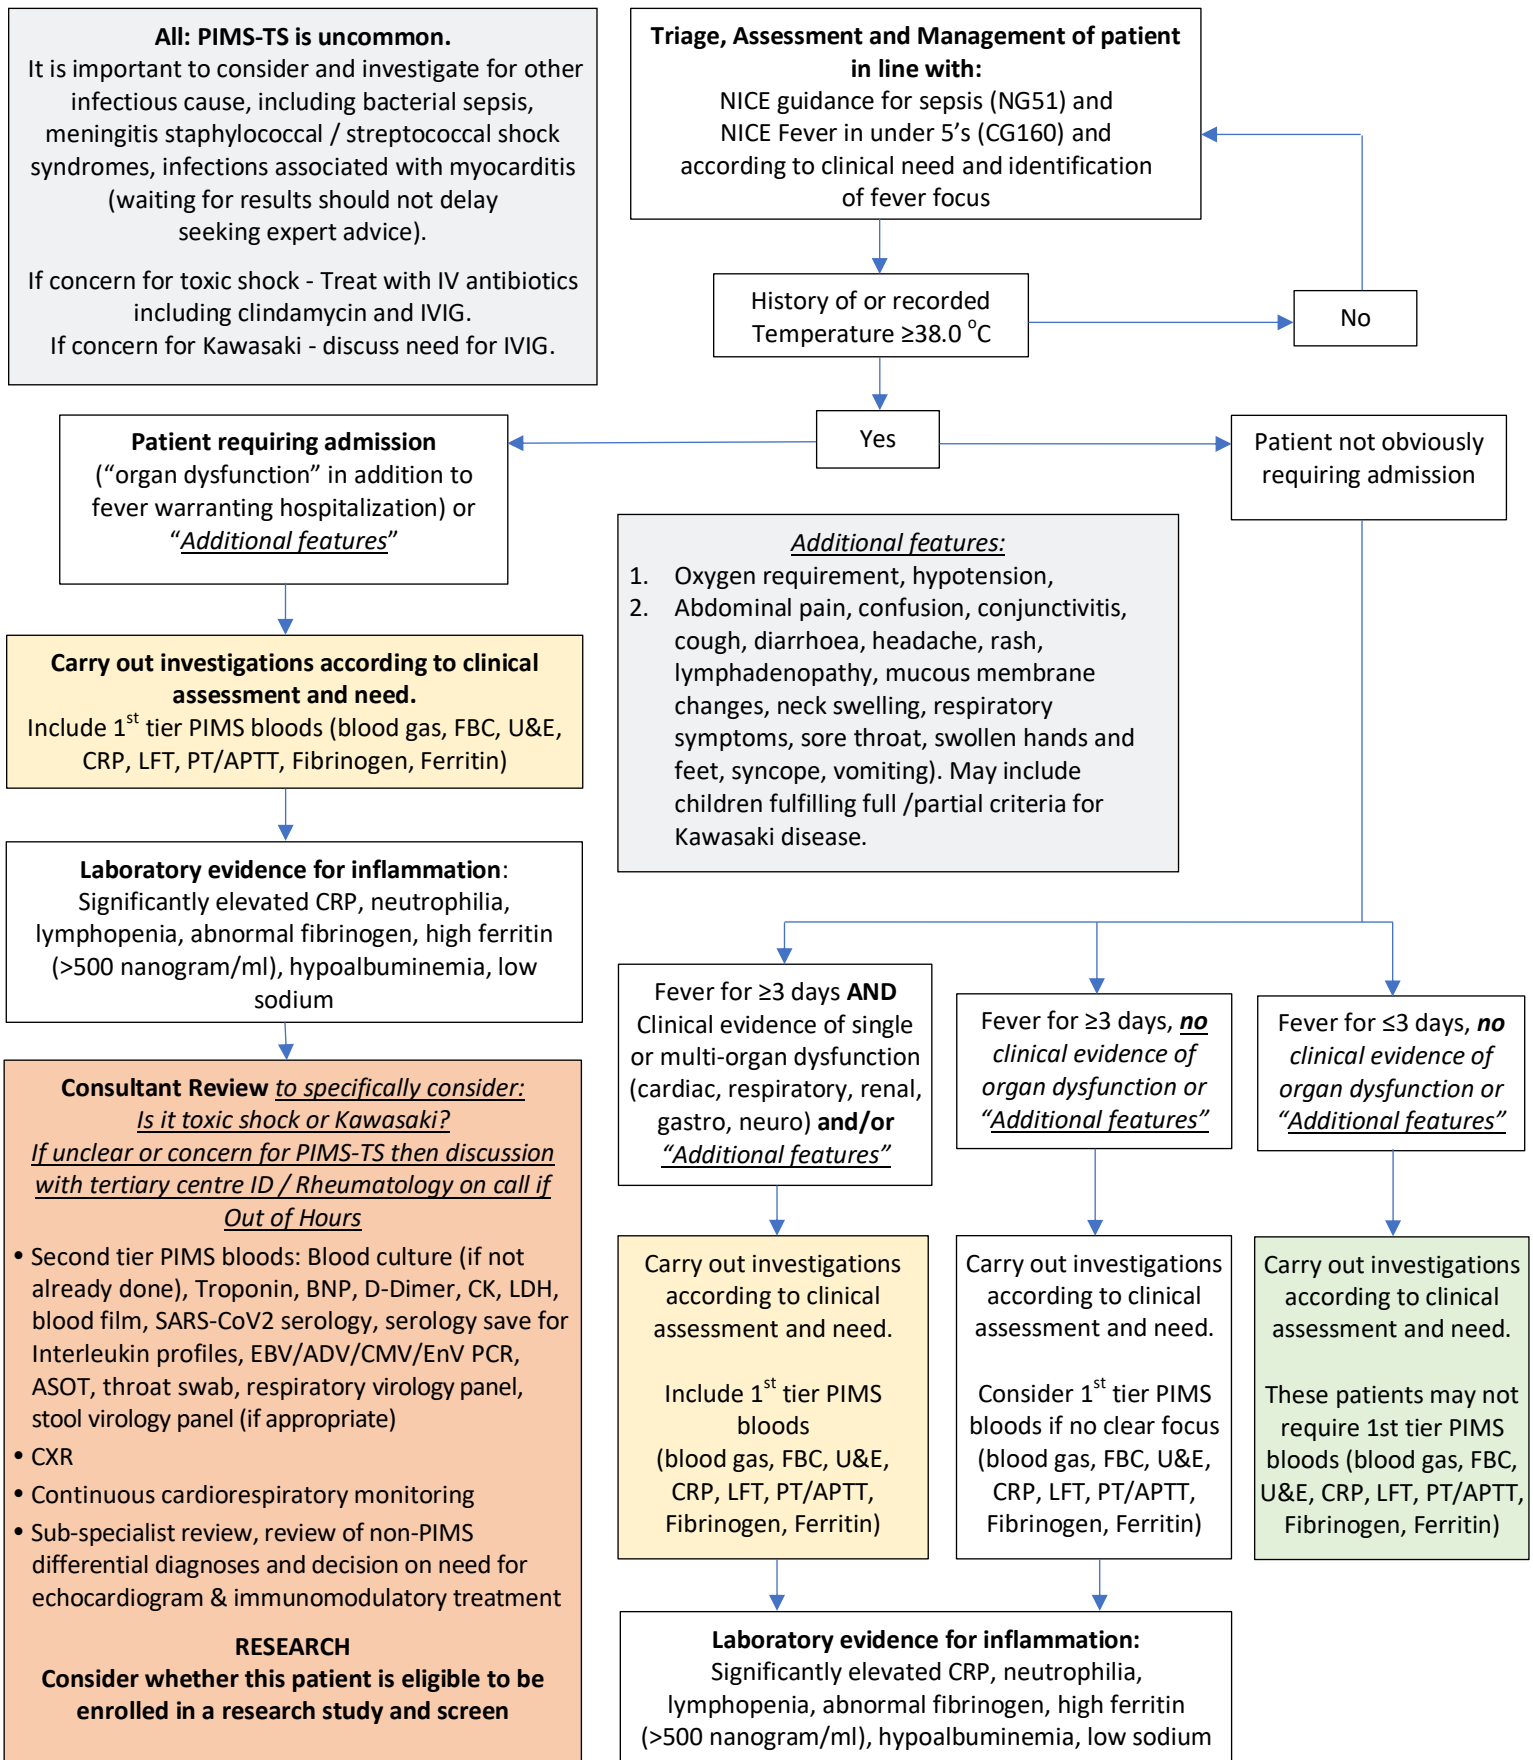 All: PIMS-TS is uncommon.
It is important to consider and investigate for other
infectious cause, including bacterial sepsis,
meningitis staphylococcal / streptococcal shock
syndromes, infections associated with myocarditis
(waiting for results should not delay
seeking expert advice).
If concern for toxic shock - Treat with IV antibiotics
including clindamycin and IVIG.
If concern for Kawasaki - discuss need for IVIG.
Triage, Assessment and Management of patient
in line with:
NICE guidance for sepsis (NG51) and
NICE Fever in under 5's (CG160) and
according to clinical need and identification
of fever focus
History of or recorded
Temperature ≥38.0 °C
No
Yes
Patient requiring admission
("organ dysfunction" in addition to
fever warranting hospitalization) or
"Additional features"
Patient not obviously
requiring admission
Additional features:
1. Oxygen requirement, hypotension,
2. Abdominal pain, confusion, conjunctivitis,
cough, diarrhoea, headache, rash,
lymphadenopathy, mucous membrane
changes, neck swelling, respiratory
symptoms, sore throat, swollen hands and
feet, syncope, vomiting). May include
children fulfilling full /partial criteria for
Kawasaki disease.
Carry out investigations according to clinical
assessment and need.
Include 1st tier PIMS bloods (blood gas, FBC, U&E,
CRP, LFT, PT/APTT, Fibrinogen, Ferritin)
Laboratory evidence for inflammation:
Significantly elevated CRP, neutrophilia,
lymphopenia, abnormal fibrinogen, high ferritin
(>500 nanogram/ml), hypoalbuminemia, low
sodium
Consultant Review to specifically consider:
Is it toxic shock or Kawasaki?
If unclear or concern for PIMS-TS then discussion
with tertiary centre ID / Rheumatology on call if
Out of Hours
• Second tier PIMS bloods: Blood culture (if not
already done), Troponin, BNP, D-Dimer, CK, LDH,
blood film, SARS-CoV2 serology, serology save for
Interleukin profiles, EBV/ADV/CMV/EnV PCR,
ASOT, throat swab, respiratory virology panel,
stool virology panel (if appropriate)
• CXR
• Continuous cardiorespiratory monitoring
• Sub-specialist review, review of non-PIMS
differential diagnoses and decision on need for
echocardiogram & immunomodulatory treatment
RESEARCH
Consider whether this patient is eligible to be
enrolled in a research study and screen
Fever for ≥3 days AND
Clinical evidence of single
or multi-organ dysfunction
(cardiac, respiratory, renal,
gastro, neuro) and/or
"Additional features"
Fever for ≥3 days, no
clinical evidence of
organ dysfunction or
"Additional features"
Fever for ≤3 days, no
clinical evidence of
organ dysfunction or
"Additional features"
Carry out investigations
according to clinical
assessment and need.
Include 1st tier PIMS
bloods
(blood gas, FBC, U&E,
CRP, LFT, PT/APTT,
Fibrinogen, Ferritin)
Carry out investigations
according to clinical
assessment and need.
Consider 1st tier PIMS
bloods if no clear focus
(blood gas, FBC, U&E,
CRP, LFT, PT/APTT,
Fibrinogen, Ferritin)
Carry out investigations
according to clinical
assessment and need.
These patients may not
require 1st tier PIMS
bloods (blood gas, FBC,
U&E, CRP, LFT, PT/APTT,
Fibrinogen, Ferritin)
Laboratory evidence for inflammation:
Significantly elevated CRP, neutrophilia,
lymphopenia, abnormal fibrinogen, high ferritin
(>500 nanogram/ml), hypoalbuminemia, low sodium